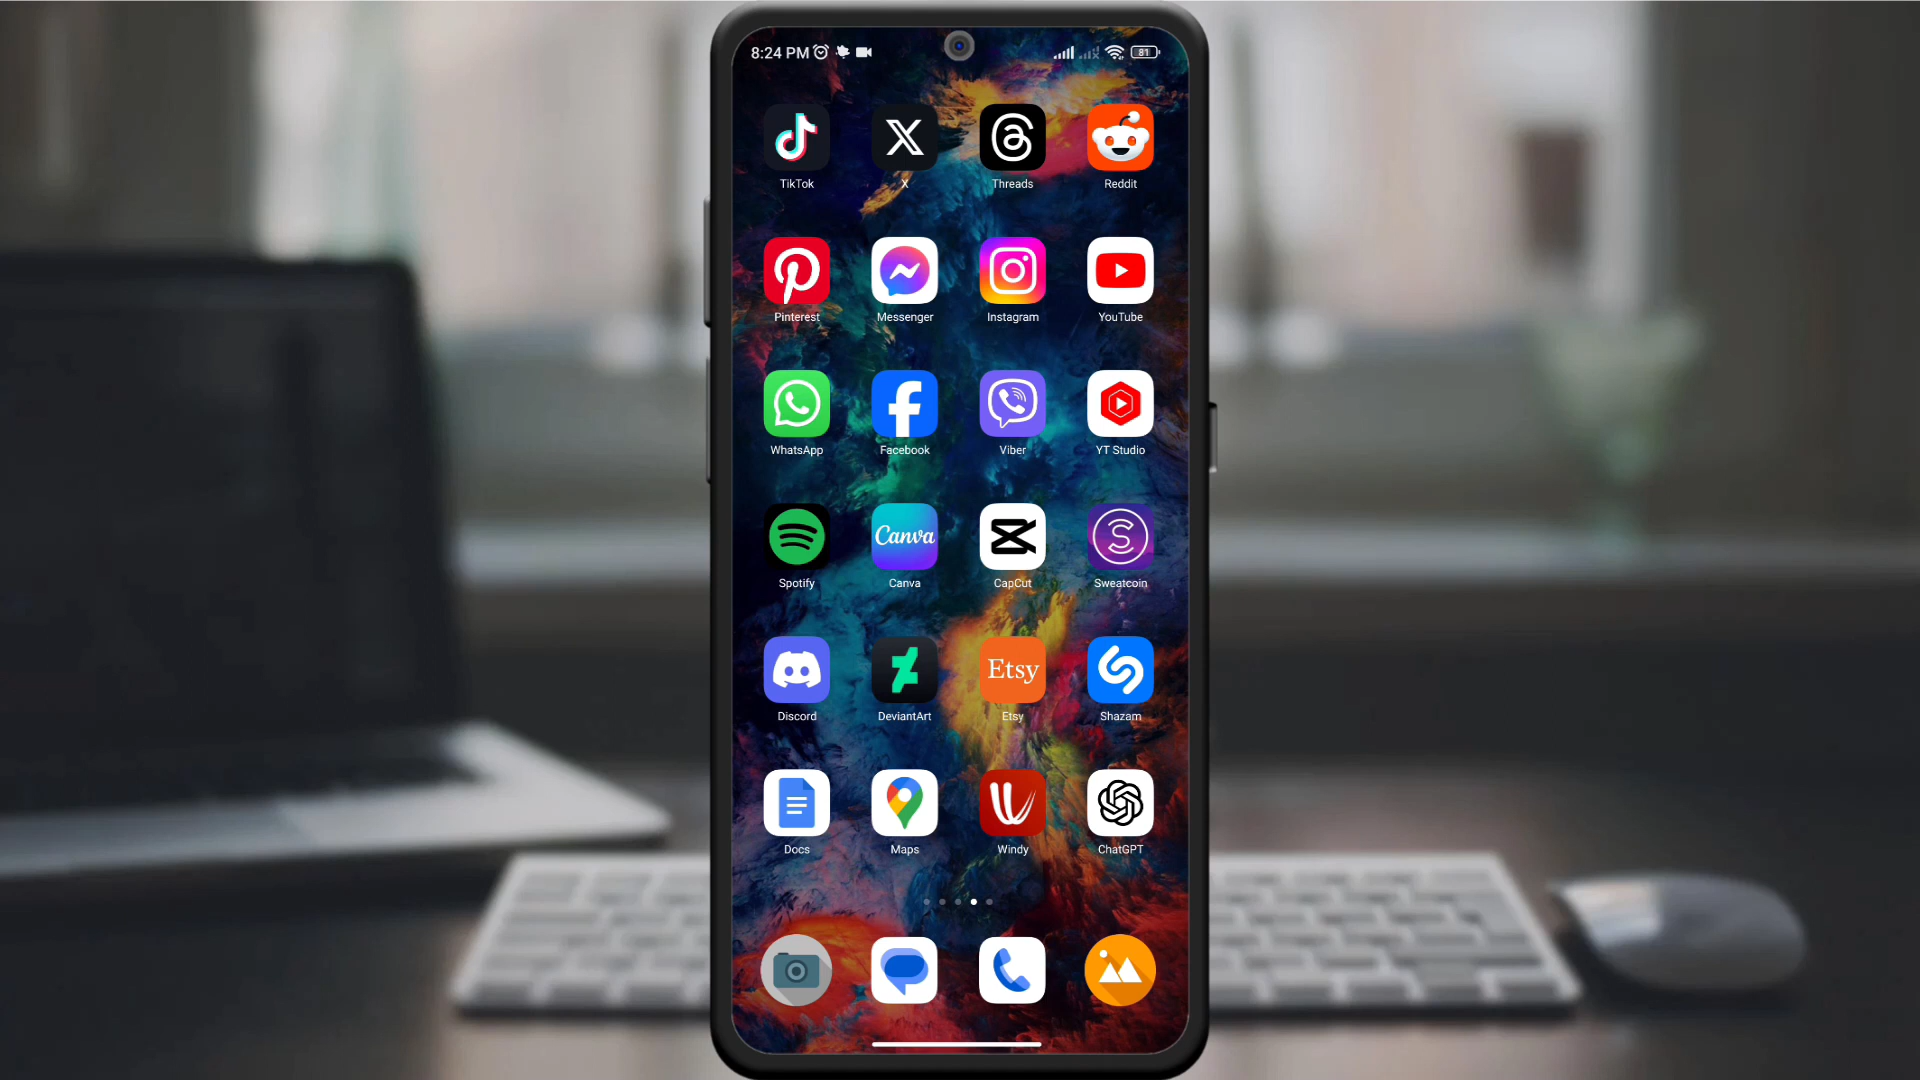 8:24 PM 81
TikTok X Threads Reddit
Pinterest Messenger Instagram YouTube
WhatsApp Facebook Viber YT Studio
Canva
Spotify Canva CapCut Sweatcoin
Etsy
Discord DeviantArt Etsy Shazam
Docs Maps Windy ChatGPT